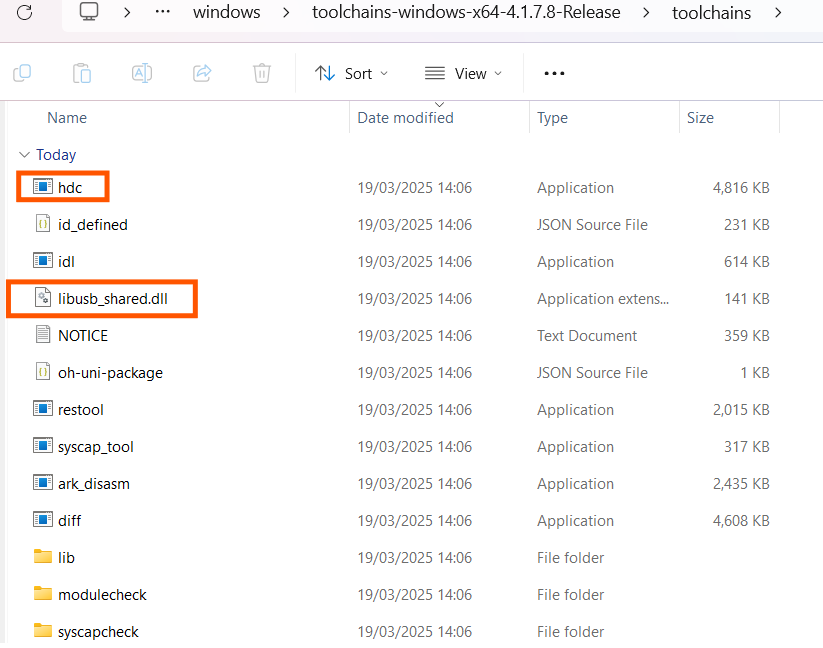 windows > toolchains-windows-x64-4.1.7.8-Release > toolchains >
Sort View
Name Date modified Type Size
Today
hdc 19/03/2025 14:06 Application 4,816 KB
id_defined 19/03/2025 14:06 JSON Source File 231 KB
idl 19/03/2025 14:06 Application 614 KB
libusb_shared.dll 19/03/2025 14:06 Application extens... 141 KB
NOTICE 19/03/2025 14:06 Text Document 359 KB
oh-uni-package 19/03/2025 14:06 JSON Source File 1 KB
restool 19/03/2025 14:06 Application 2,015 KB
syscap_tool 19/03/2025 14:06 Application 317 KB
ark_disasm 19/03/2025 14:06 Application 2,435 KB
diff 19/03/2025 14:06 Application 4,608 KB
lib 19/03/2025 14:06 File folder
modulecheck 19/03/2025 14:06 File folder
syscapcheck 19/03/2025 14:06 File folder